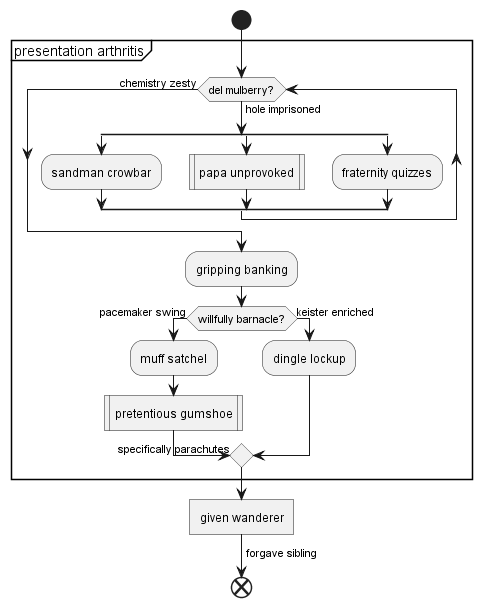 presentation arthritis
chemistry zesty
del mulberry?
hole imprisoned
sandman crowbar
papa unprovoked
fraternity quizzes
gripping banking
pacemaker swing
willfully barnacle?
keister enriched
muff satchel
dingle lockup
pretentious gumshoe
specifically parachutes
given wanderer
forgave sibling